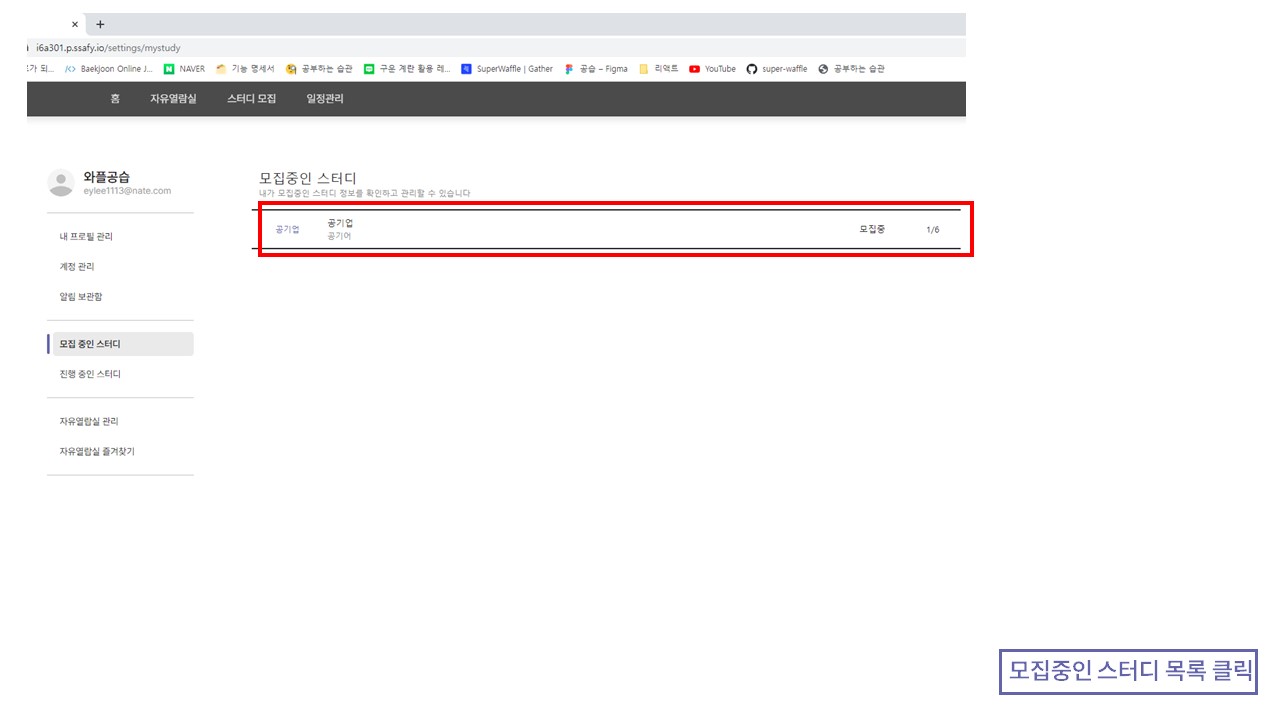 i6a301.p.ssafy.io/settings/mystudy
가 되... Baekjoon Online J... NAVER 기능 명세서 공부하는 습관 구운 계란 활용 레... SuperWaffle | Gather 공습 – Figma 리액트 YouTube super-waffle 공부하는 습관
홈 자유열람실 스터디 모집 일정관리
와플공습
eylee1113@nate.com
내 프로필 관리
계정 관리
알림 보관함
모집 중인 스터디
진행 중인 스터디
자유열람실 관리
자유열람실 즐겨찾기
모집중인 스터디
내가 모집중인 스터디 정보를 확인하고 관리할 수 있습니다
공기업 공기업 모집중 1/6
공기어
모집중인 스터디 목록 클릭